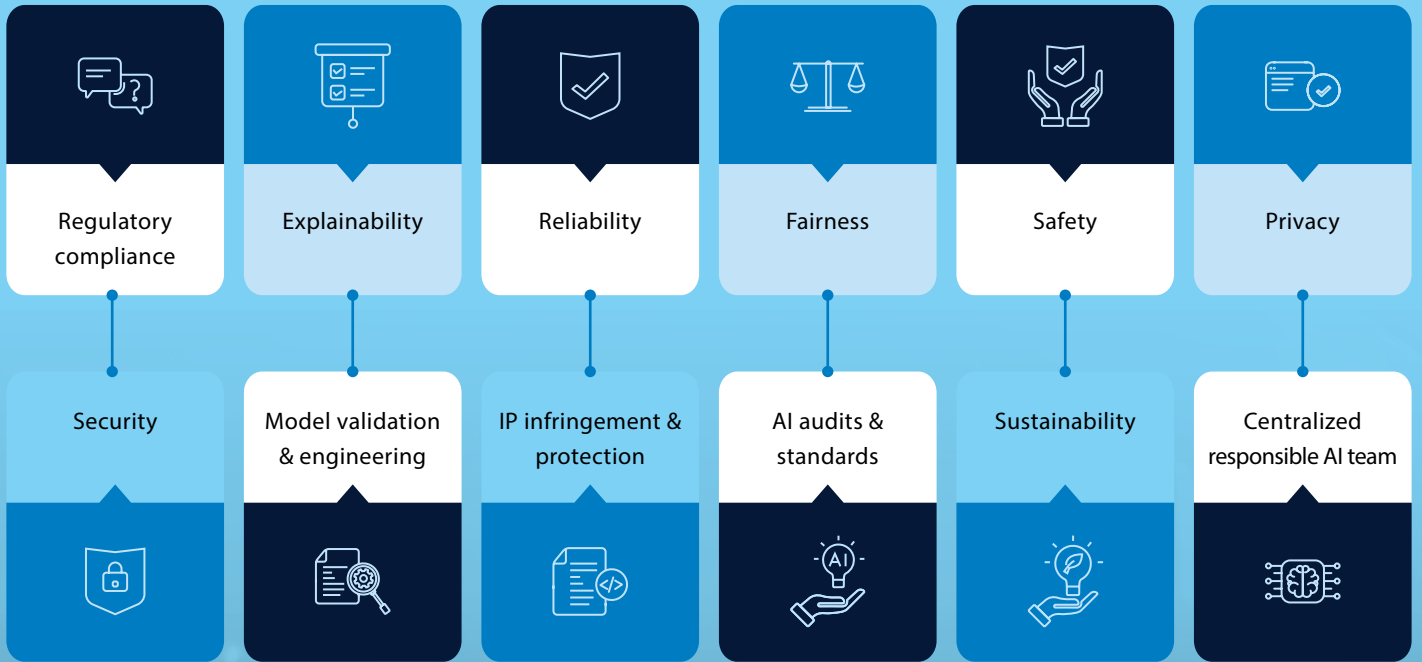 Regulatory
compliance
Explainability
Reliability
Fairness
Safety
Privacy
Security
Model validation
& engineering
IP infringement &
protection
AI audits &
standards
Sustainability
Centralized
responsible AI team
?
</>
AI